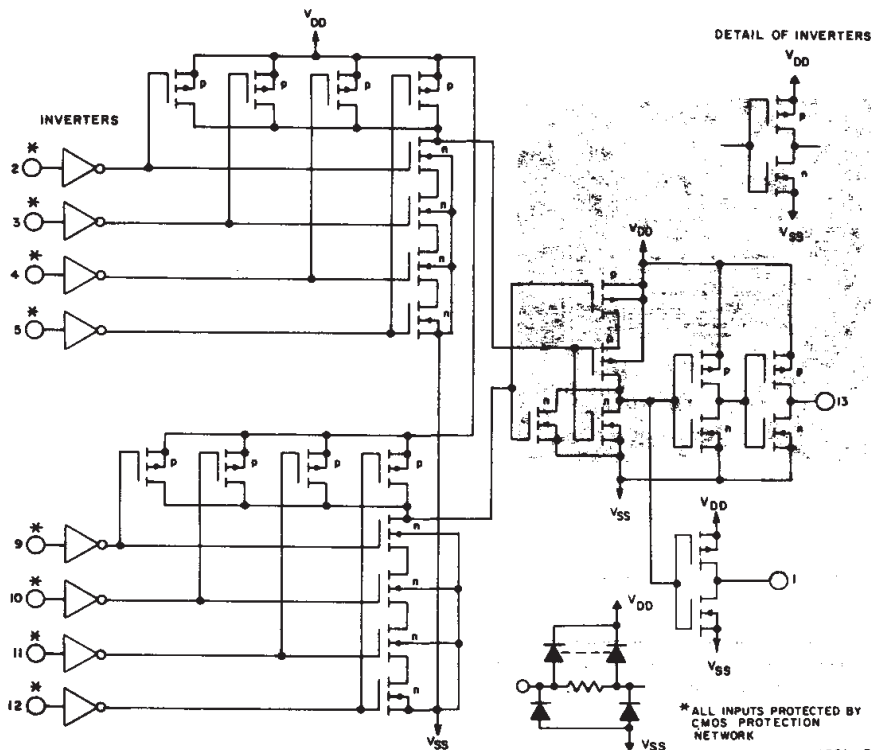 VDD
DETAIL OF INVERTERS
VDD
p
p
p
p
p
INVERTERS
*
2
n
n
*
3
n
VSS
VDD
*
4
n
p
*
5
n
p
p
p
n
n
n
n
13
p
p
p
p
VSS
VDD
*
9
n
*
10
n
1
*
11
n
VDD
VSS
*
12
n
VSS
VSS
* ALL INPUTS PROTECTED BY
CMOS PROTECTION
NETWORK